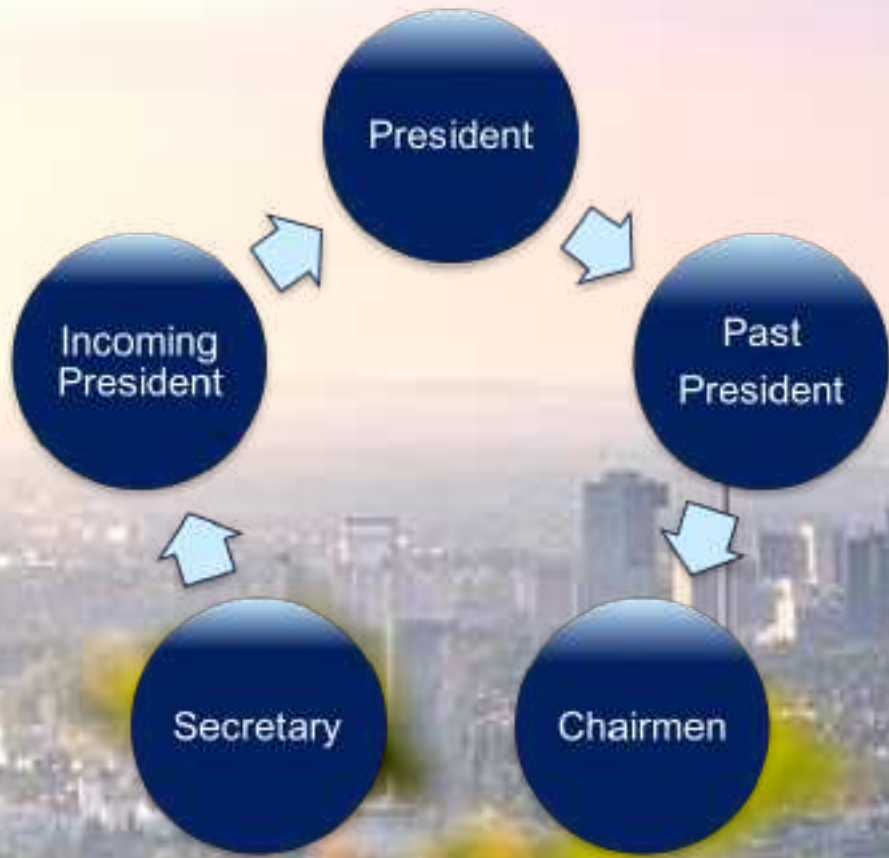 President
Past
President
Chairmen
Secretary
Incoming
President